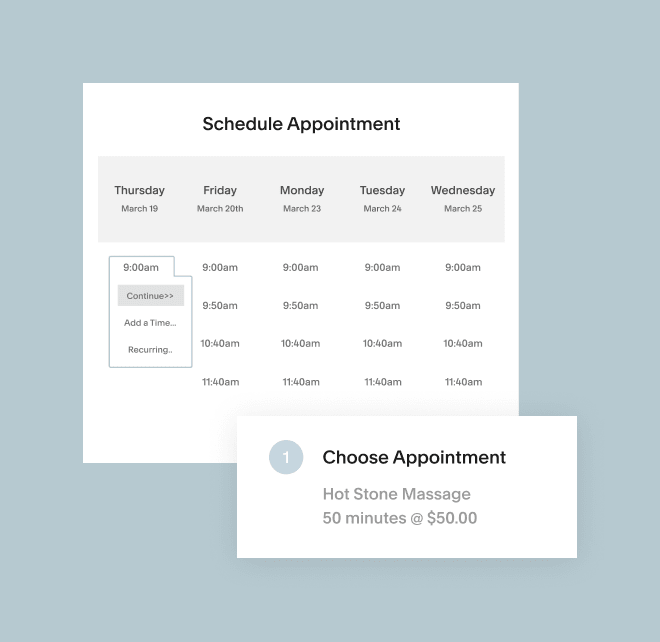 Schedule Appointment
Thursday Friday Monday Tuesday Wednesday
March 19 March 20th March 23 March 24 March 25
9:00am 9:00am 9:00am 9:00am 9:00am
Continue>>
9:50am 9:50am 9:50am 9:50am
Add a Time...
10:40am 10:40am 10:40am 10:40am
Recurring..
11:40am 11:40am 11:40am 11:40am
1 Choose Appointment
Hot Stone Massage
50 minutes @ $50.00